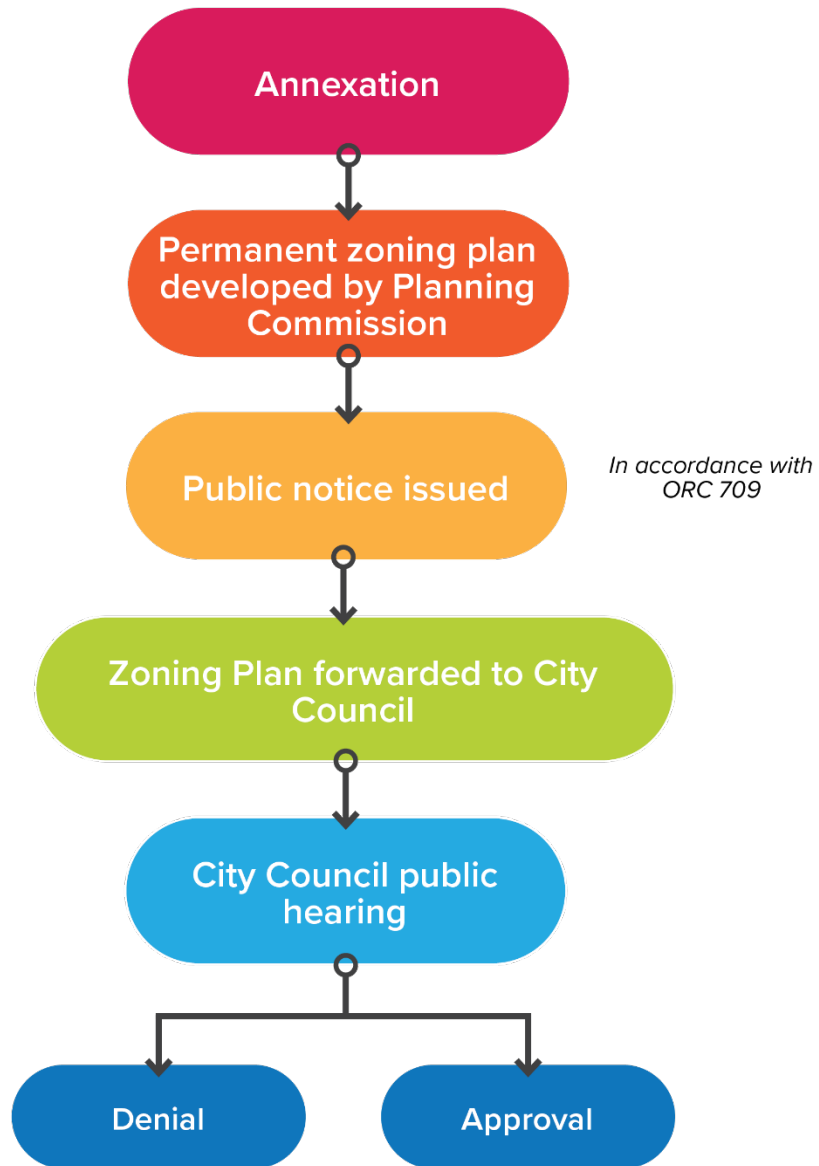 Annexation
Permanent zoning plan
developed by Planning
Commission
Public notice issued
In accordance with
ORC 709
Zoning Plan forwarded to City
Council
City Council public
hearing
Denial
Approval